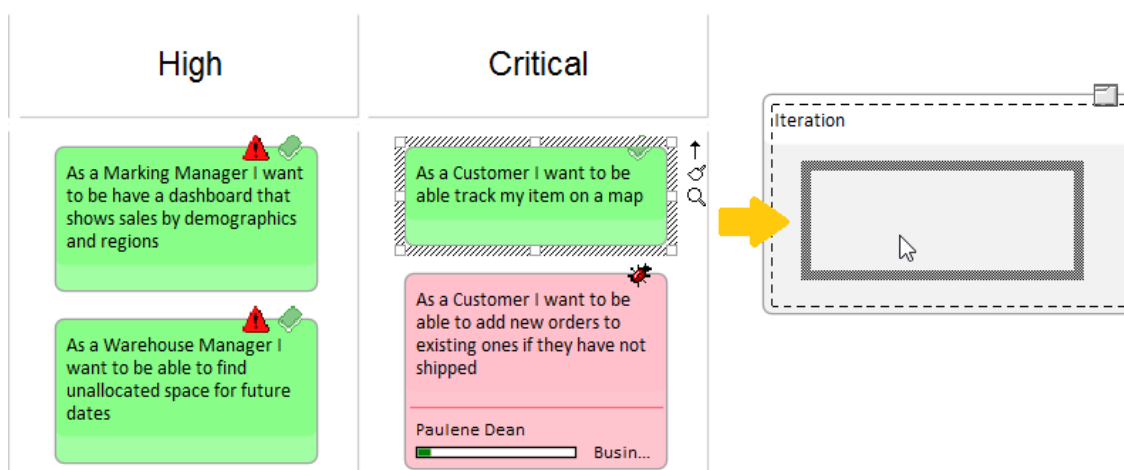 High
Critical
Iteration
As a Marking Manager I want
to be have a dashboard that
shows sales by demographics
and regions
As a Customer I want to be
able track my item on a map
As a Customer I want to be
able to add new orders to
existing ones if they have not
shipped
As a Warehouse Manager I
want to be able to find
unallocated space for future
dates
Paulene Dean
Busin...